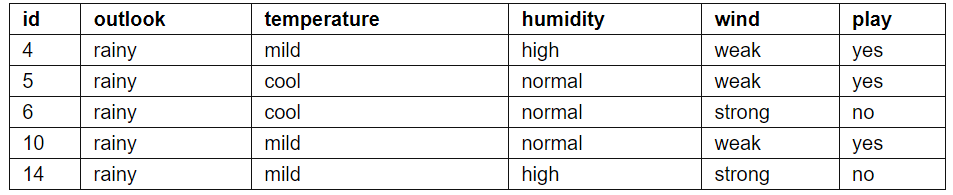 id outlook temperature humidity wind play
4 rainy mild high weak yes
5 rainy cool normal weak yes
6 rainy cool normal strong no
10 rainy mild normal weak yes
14 rainy mild high strong no